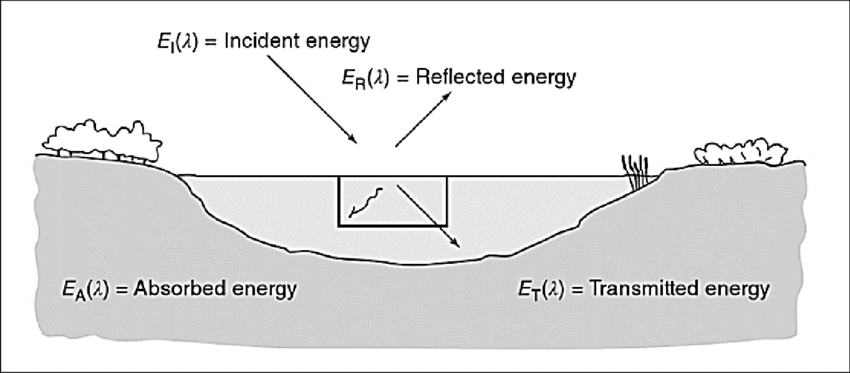 E_I(λ) = Incident energy
E_R(λ) = Reflected energy
E_A(λ) = Absorbed energy
E_T(λ) = Transmitted energy